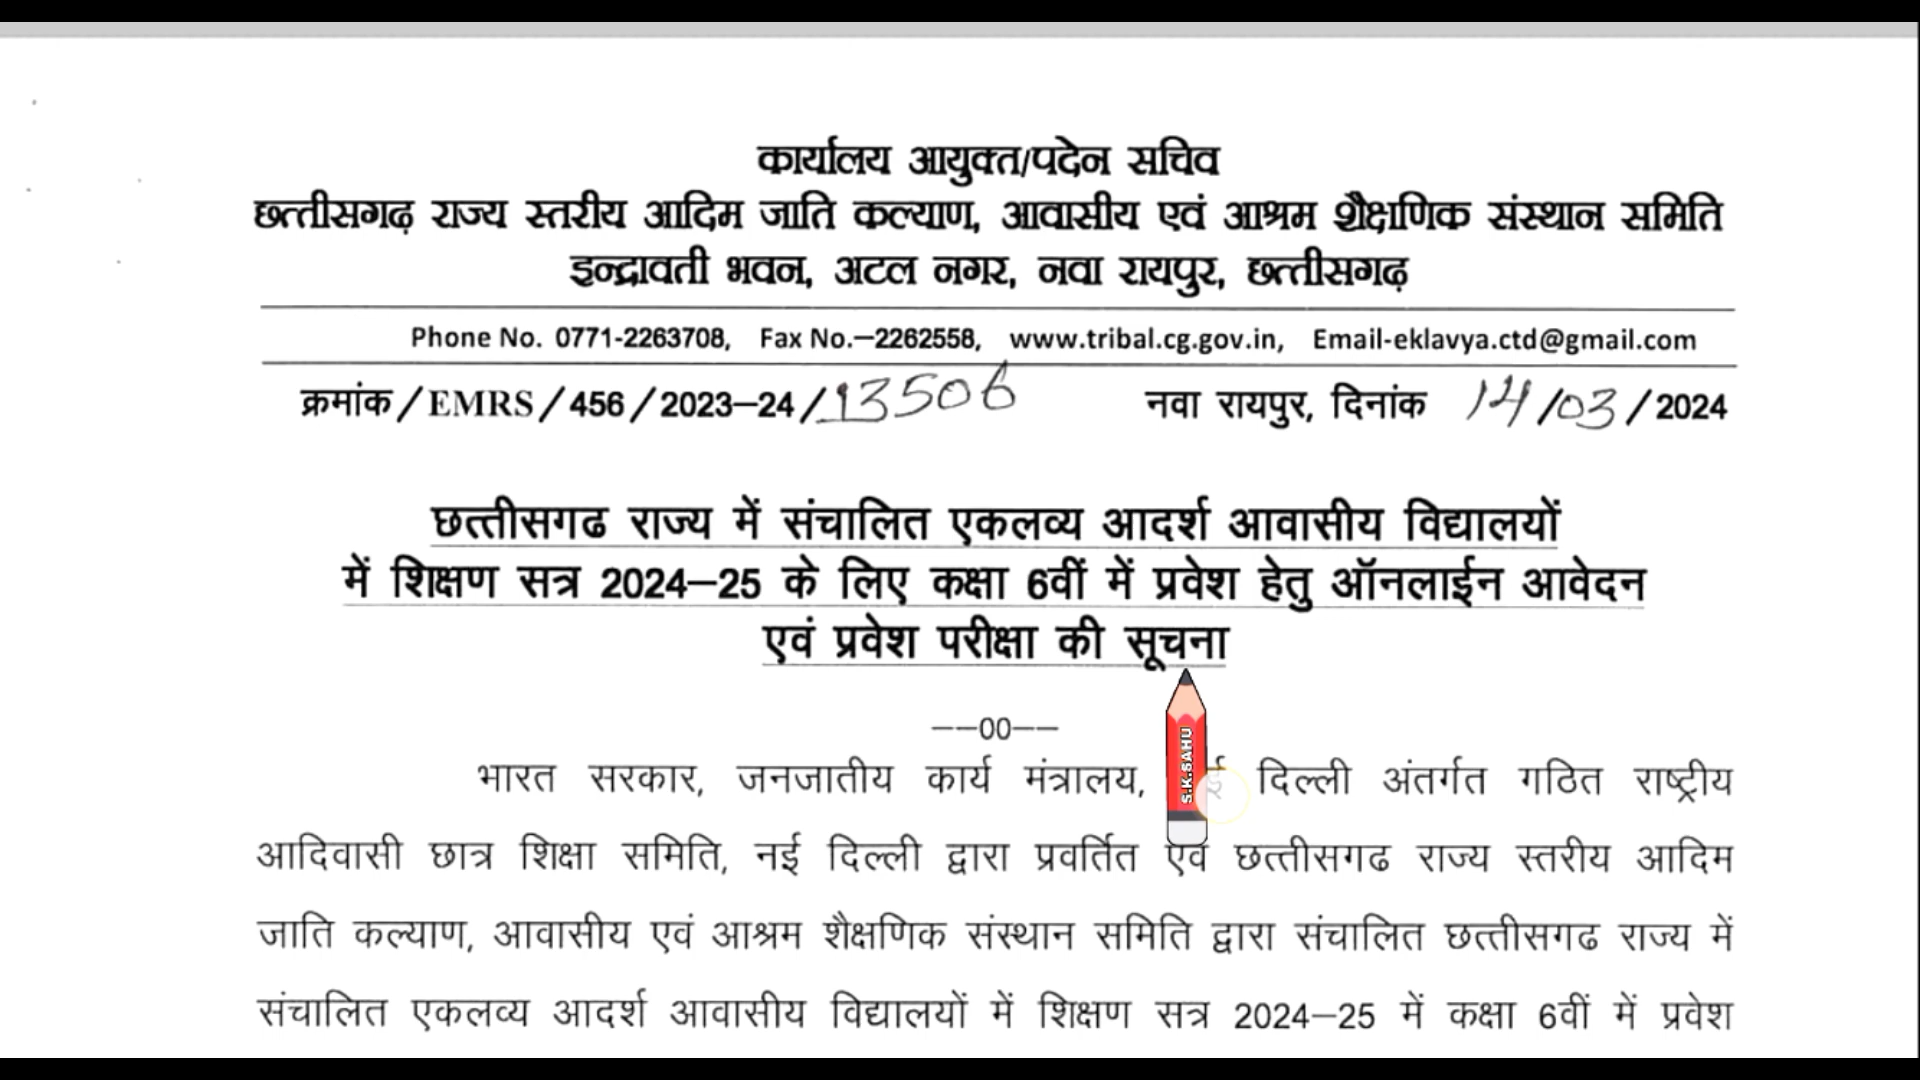 कार्यालय आयुक्त/पदेन सचिव
छत्तीसगढ़ राज्य स्तरीय आदिम जाति कल्याण, आवासीय एवं आश्रम शैक्षणिक संस्थान समिति
इन्द्रावती भवन, अटल नगर, नवा रायपुर, छत्तीसगढ़
Phone No. 0771-2263708, Fax No.–2262558, www.tribal.cg.gov.in, Email-eklavya.ctd@gmail.com
क्रमांक/EMRS/456/2023–24/13506 नवा रायपुर, दिनांक 14/03/2024
छत्तीसगढ राज्य में संचालित एकलव्य आदर्श आवासीय विद्यालयों
में शिक्षण सत्र 2024–25 के लिए कक्षा 6वीं में प्रवेश हेतु ऑनलाईन आवेदन
एवं प्रवेश परीक्षा की सूचना
––00––
भारत सरकार, जनजातीय कार्य मंत्रालय, दिल्ली अंतर्गत गठित राष्ट्रीय
S.K.SAHU
आदिवासी छात्र शिक्षा समिति, नई दिल्ली द्वारा प्रवर्तित एवं छत्तीसगढ राज्य स्तरीय आदिम
जाति कल्याण, आवासीय एवं आश्रम शैक्षणिक संस्थान समिति द्वारा संचालित छत्तीसगढ राज्य में
संचालित एकलव्य आदर्श आवासीय विद्यालयों में शिक्षण सत्र 2024–25 में कक्षा 6वीं में प्रवेश